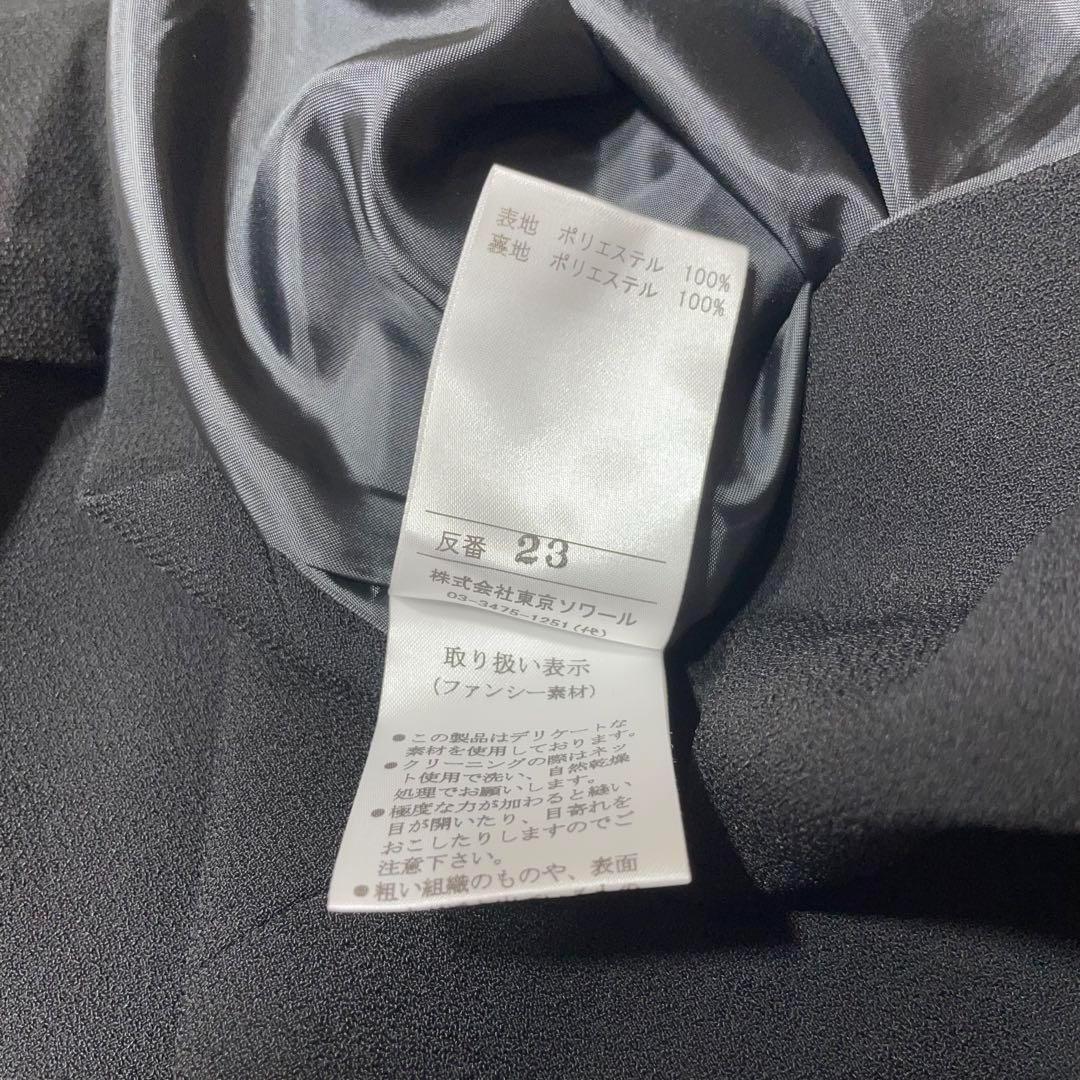 表地 ポリエステル 100%
裏地 ポリエステル 100%
反番 23
株式会社東京ソワール
03-3475-1251(代)
取り扱い表示
(ファンシー素材)
●この製品はデリケートな
素材を使用しております。
●クリーニングの際はネッ
ト使用で洗い、自然乾燥
処理でお願いします。
●極度な力が加わると縫い
目が開いたり、目寄れを
おこしたりしますのでご
注意下さい。
●粗い組織のものや、表面